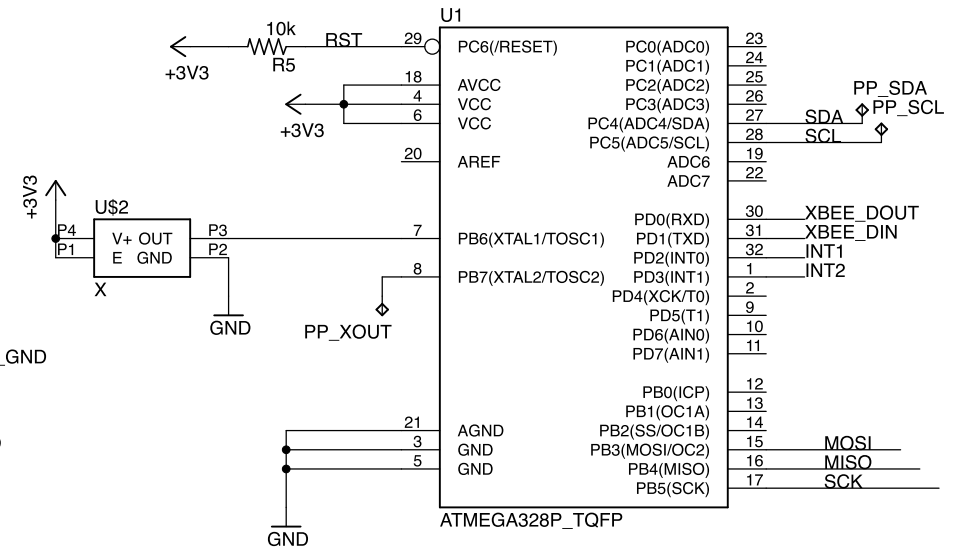 U1
10k
RST
29
PC6(/RESET)
PC0(ADC0)
23
R5
+3V3
PC1(ADC1)
24
18
AVCC
PC2(ADC2)
25
PP_SDA
4
VCC
PC3(ADC3)
26
PP_SCL
+3V3
6
VCC
PC4(ADC4/SDA)
27
SDA
PC5(ADC5/SCL)
28
SCL
20
AREF
ADC6
19
ADC7
22
+3V3
U$2
P4
V+ OUT
P3
7
PB6(XTAL1/TOSC1)
P1
E GND
P2
X
8
PB7(XTAL2/TOSC2)
PD0(RXD)
30
XBEE_DOUT
PD1(TXD)
31
XBEE_DIN
PD2(INT0)
32
INT1
PD3(INT1)
1
INT2
PD4(XCK/T0)
2
PD5(T1)
9
PD6(AIN0)
10
PD7(AIN1)
11
GND
PP_XOUT
_GND
PB0(ICP)
12
PB1(OC1A)
13
21
AGND
PB2(SS/OC1B)
14
3
GND
PB3(MOSI/OC2)
15
MOSI
5
GND
PB4(MISO)
16
MISO
PB5(SCK)
17
SCK
GND
ATMEGA328P_TQFP